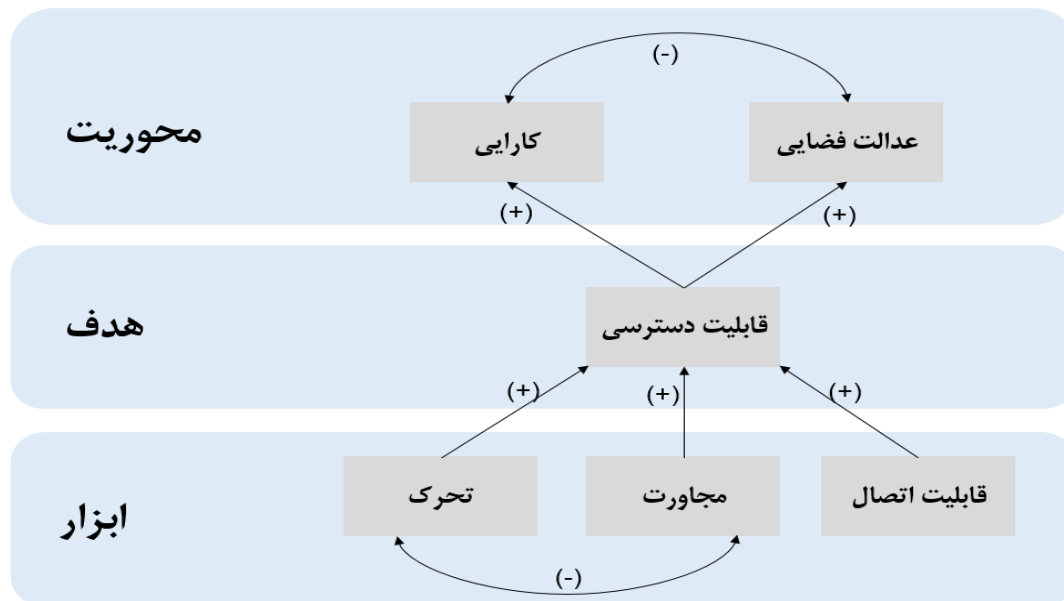 (-)
محوریت
عدالت فضایی
کارایی
(+)
(+)
هدف
قابلیت دسترسی
(+)
(+)
(+)
ابزار
قابلیت اتصال
مجاورت
تحرک
(-)